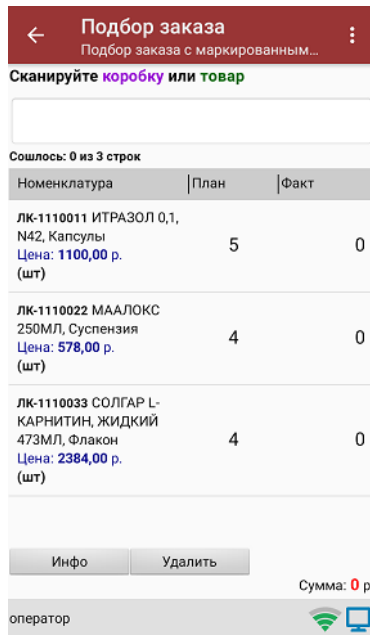 Подбор заказа
Подбор заказа с маркированным...
Сканируйте коробку или товар
Сошлось: 0 из 3 строк
Номенклатура План Факт
ЛК-1110011 ИТРАЗОЛ 0,1,
N42, Капсулы
Цена: 1100,00 р.
(шт)
5 0
ЛК-1110022 МААЛОКС
250МЛ, Суспензия
Цена: 578,00 р.
(шт)
4 0
ЛК-1110033 СОЛГАР L-
КАРНИТИН, ЖИДКИЙ
473МЛ, Флакон
Цена: 2384,00 р.
(шт)
4 0
Инфо Удалить
Сумма: 0 р
оператор